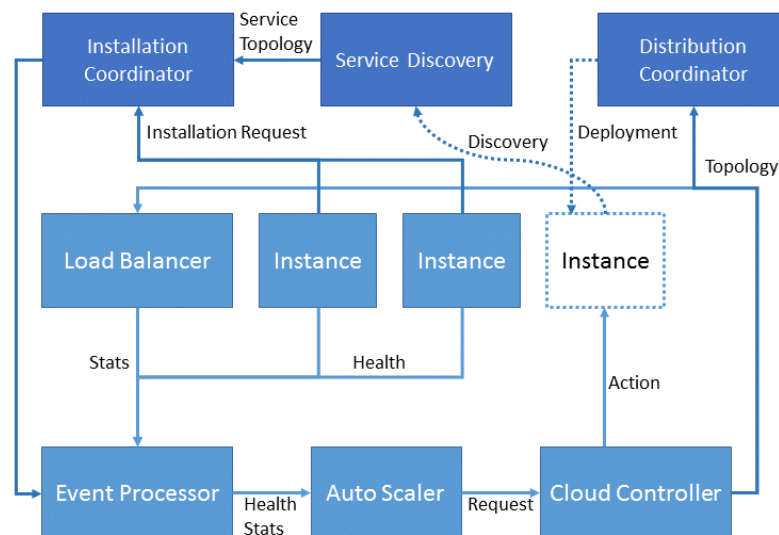 Installation
Coordinator
Service
Topology
Service Discovery
Distribution
Coordinator
Installation Request
Discovery
Deployment
Topology
Load Balancer
Instance
Instance
Instance
Stats
Health
Action
Event Processor
Health
Stats
Auto Scaler
Request
Cloud Controller